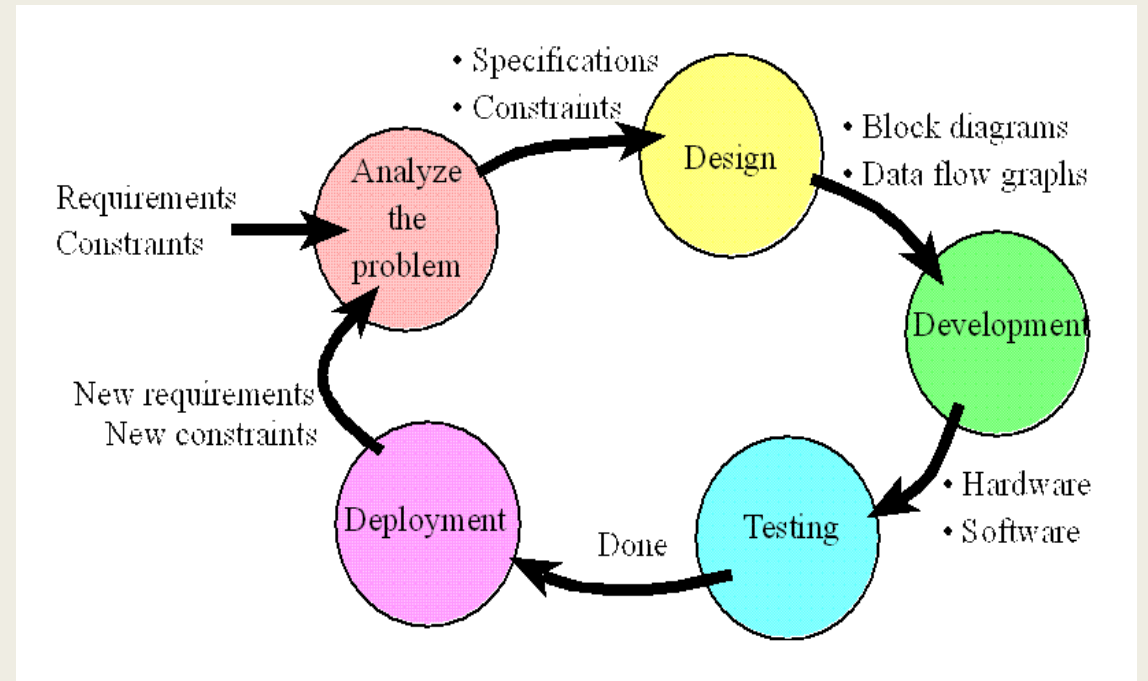 • Specifications
• Constraints
Design
• Block diagrams
• Data flow graphs
Analyze
the
problem
Requirements
Constraints
Development
New requirements
New constraints
• Hardware
• Software
Deployment
Done
Testing